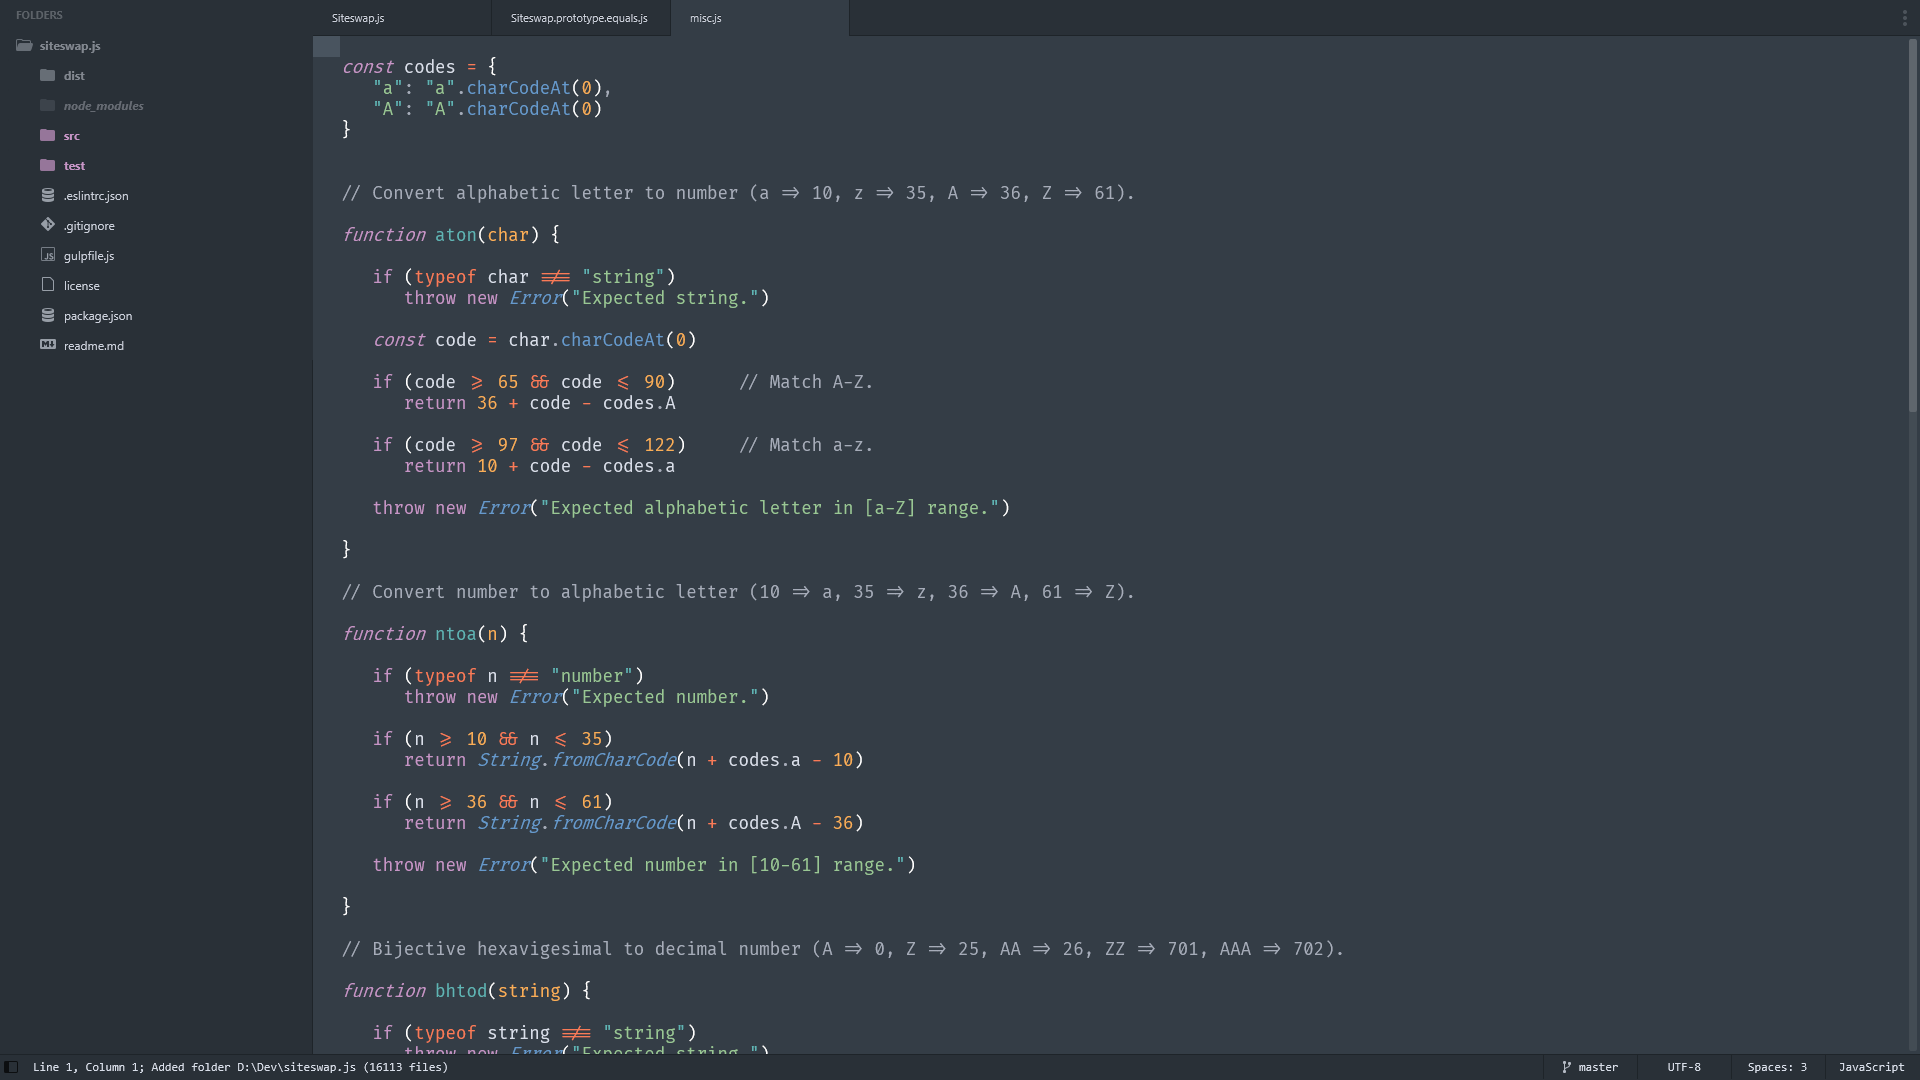 FOLDERS
siteswap.js
dist
node_modules
src
test
.eslintrc.json
.gitignore
gulpfile.js
license
package.json
readme.md
Siteswap.js
Siteswap.prototype.equals.js
misc.js
const codes = {
   "a": "a".charCodeAt(0),
   "A": "A".charCodeAt(0)
}
// Convert alphabetic letter to number (a => 10, z => 35, A => 36, Z => 61).
function aton(char) {
   if (typeof char !== "string")
      throw new Error("Expected string.")
   const code = char.charCodeAt(0)
   if (code >= 65 && code <= 90)      // Match A-Z.
      return 36 + code - codes.A
   if (code >= 97 && code <= 122)     // Match a-z.
      return 10 + code - codes.a
   throw new Error("Expected alphabetic letter in [a-Z] range.")
}
// Convert number to alphabetic letter (10 => a, 35 => z, 36 => A, 61 => Z).
function ntoa(n) {
   if (typeof n !== "number")
      throw new Error("Expected number.")
   if (n >= 10 && n <= 35)
      return String.fromCharCode(n + codes.a - 10)
   if (n >= 36 && n <= 61)
      return String.fromCharCode(n + codes.A - 36)
   throw new Error("Expected number in [10-61] range.")
}
// Bijective hexavigesimal to decimal number (A => 0, Z => 25, AA => 26, ZZ => 701, AAA => 702).
function bhtod(string) {
   if (typeof string !== "string")
      throw new Error("Expected string.")
Line 1, Column 1; Added folder D:\Dev\siteswap.js (16113 files)
master
UTF-8
Spaces: 3
JavaScript